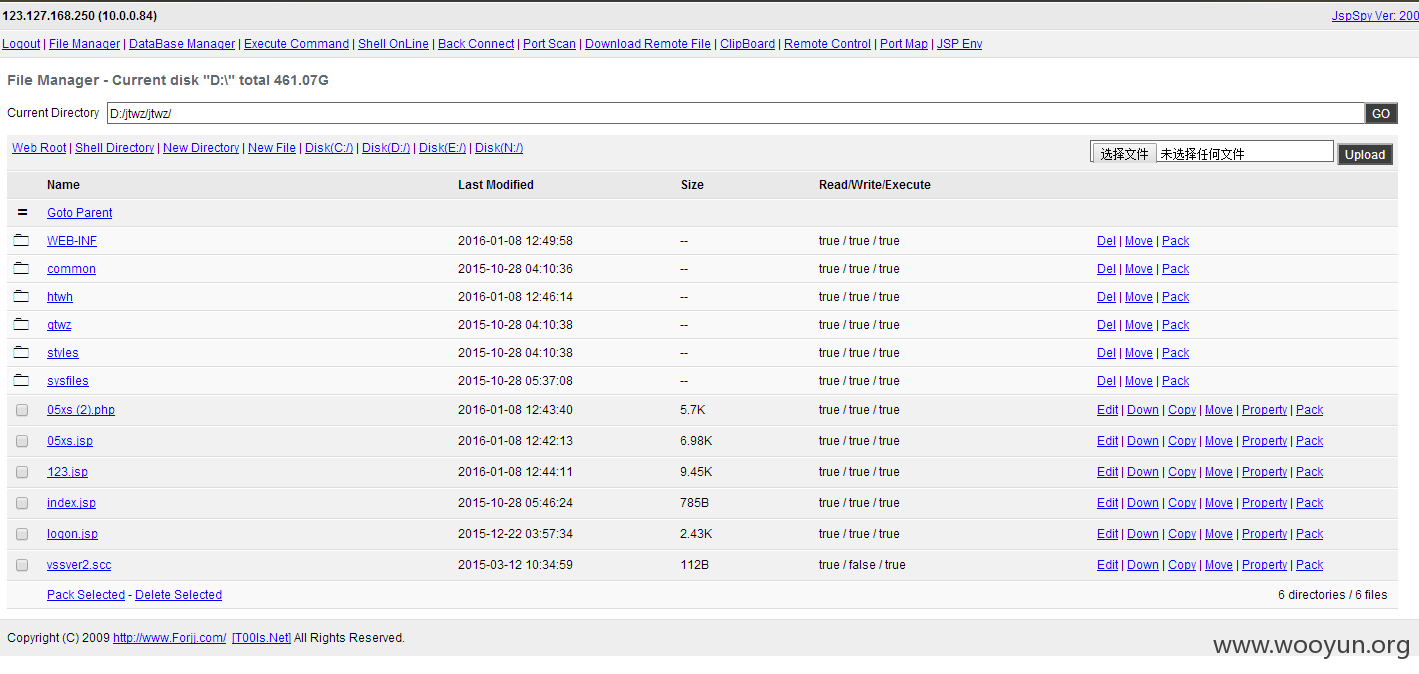 123.127.168.250 (10.0.0.84) JspSpy Ver: 200
Logout | File Manager | DataBase Manager | Execute Command | Shell OnLine | Back Connect | Port Scan | Download Remote File | ClipBoard | Remote Control | Port Map | JSP Env
File Manager - Current disk "D:\" total 461.07G
Current Directory D:/jtwz/jtwz/ GO
Web Root | Shell Directory | New Directory | New File | Disk(C:/) | Disk(D:/) | Disk(E:/) | Disk(N:/) 选择文件 未选择任何文件 Upload
Name Last Modified Size Read/Write/Execute
= Goto Parent
WEB-INF 2016-01-08 12:49:58 -- true / true / true Del | Move | Pack
common 2015-10-28 04:10:36 -- true / true / true Del | Move | Pack
htwh 2016-01-08 12:46:14 -- true / true / true Del | Move | Pack
qtwz 2015-10-28 04:10:38 -- true / true / true Del | Move | Pack
styles 2015-10-28 04:10:38 -- true / true / true Del | Move | Pack
sysfiles 2015-10-28 05:37:08 -- true / true / true Del | Move | Pack
05xs (2).php 2016-01-08 12:43:40 5.7K true / true / true Edit | Down | Copy | Move | Property | Pack
05xs.jsp 2016-01-08 12:42:13 6.98K true / true / true Edit | Down | Copy | Move | Property | Pack
123.jsp 2016-01-08 12:44:11 9.45K true / true / true Edit | Down | Copy | Move | Property | Pack
index.jsp 2015-10-28 05:46:24 785B true / true / true Edit | Down | Copy | Move | Property | Pack
logon.jsp 2015-12-22 03:57:34 2.43K true / true / true Edit | Down | Copy | Move | Property | Pack
vssver2.scc 2015-03-12 10:34:59 112B true / false / true Edit | Down | Copy | Move | Property | Pack
Pack Selected - Delete Selected 6 directories / 6 files
Copyright (C) 2009 http://www.Forjj.com/ [T00ls.Net] All Rights Reserved.
www.wooyun.org